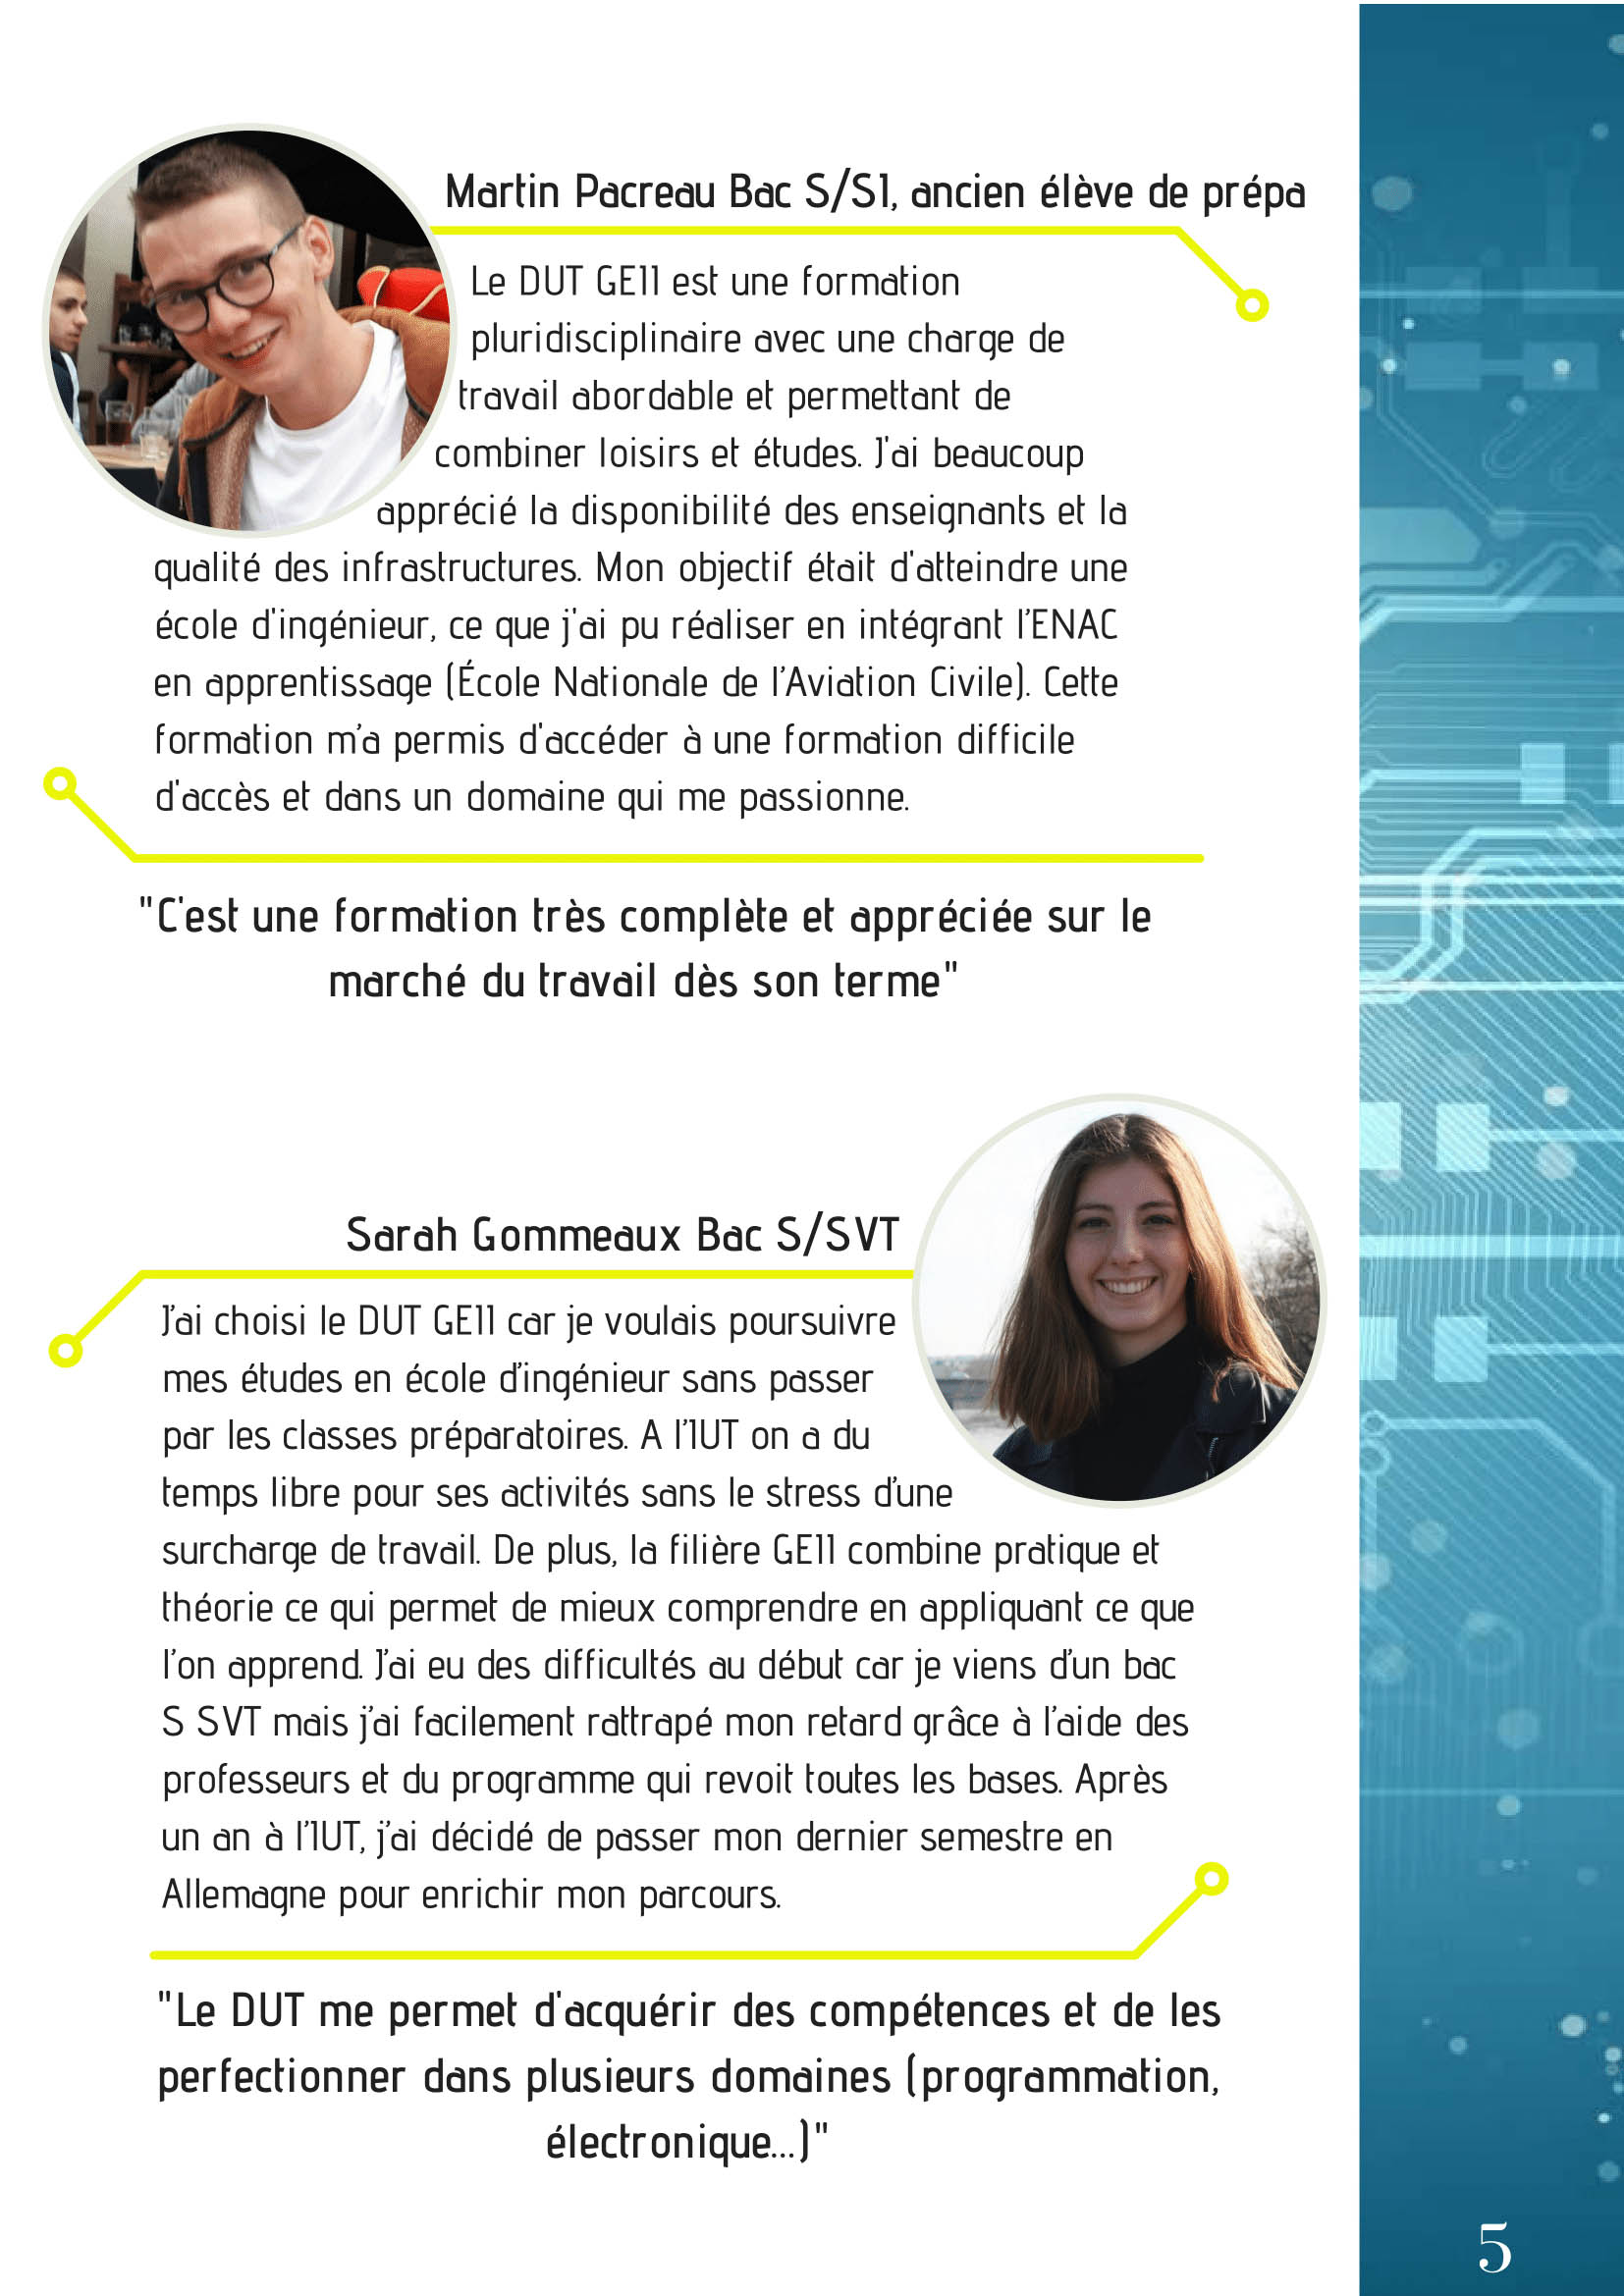 Martin Pacreau Bac S/SI, ancien élève de prépa
Le DUT GEII est une formation
pluridisciplinaire avec une charge de
travail abordable et permettant de
combiner loisirs et études. J'ai beaucoup
apprécié la disponibilité des enseignants et la
qualité des infrastructures. Mon objectif était d'atteindre une
école d'ingénieur, ce que j'ai pu réaliser en intégrant l’ENAC
en apprentissage (École Nationale de l’Aviation Civile). Cette
formation m’a permis d'accéder à une formation difficile
d'accès et dans un domaine qui me passionne.
"C'est une formation très complète et appréciée sur le
marché du travail dès son terme"
Sarah Gommeaux Bac S/SVT
J’ai choisi le DUT GEII car je voulais poursuivre
mes études en école d’ingénieur sans passer
par les classes préparatoires. A l’IUT on a du
temps libre pour ses activités sans le stress d’une
surcharge de travail. De plus, la filière GEII combine pratique et
théorie ce qui permet de mieux comprendre en appliquant ce que
l’on apprend. J’ai eu des difficultés au début car je viens d’un bac
S SVT mais j’ai facilement rattrapé mon retard grâce à l’aide des
professeurs et du programme qui revoit toutes les bases. Après
un an à l’IUT, j’ai décidé de passer mon dernier semestre en
Allemagne pour enrichir mon parcours.
"Le DUT me permet d'acquérir des compétences et de les
perfectionner dans plusieurs domaines (programmation,
électronique...)"
5